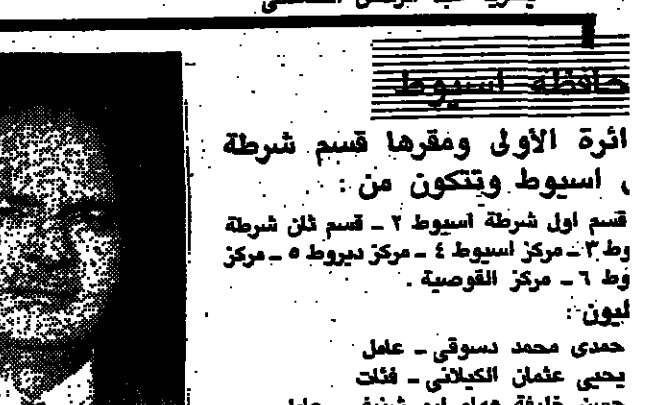 حافظة اسيوط
ائرة الأولى ومقرها قسم شرطة
اسيوط وتتكون من :
قسم اول شرطة اسيوط ٢ ـ قسم ثان شرطة
وط ٣ ـ مركز اسيوط ٤ ـ مركز ديروط ٥ ـ مركز
وط ٦ ـ مركز القوصية .
ليون :
حمدى محمد دسوقى ـ عامل
يحيى عثمان الكيلانى ـ فئات